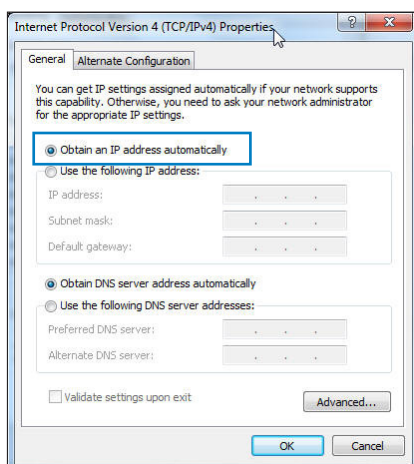 Internet Protocol Version 4 (TCP/IPv4) Properties
General
Alternate Configuration
You can get IP settings assigned automatically if your network supports
this capability. Otherwise, you need to ask your network administrator
for the appropriate IP settings.
Obtain an IP address automatically
Use the following IP address:
IP address:
Subnet mask:
Default gateway:
Obtain DNS server address automatically
Use the following DNS server addresses:
Preferred DNS server:
Alternate DNS server:
Validate settings upon exit
Advanced...
OK
Cancel